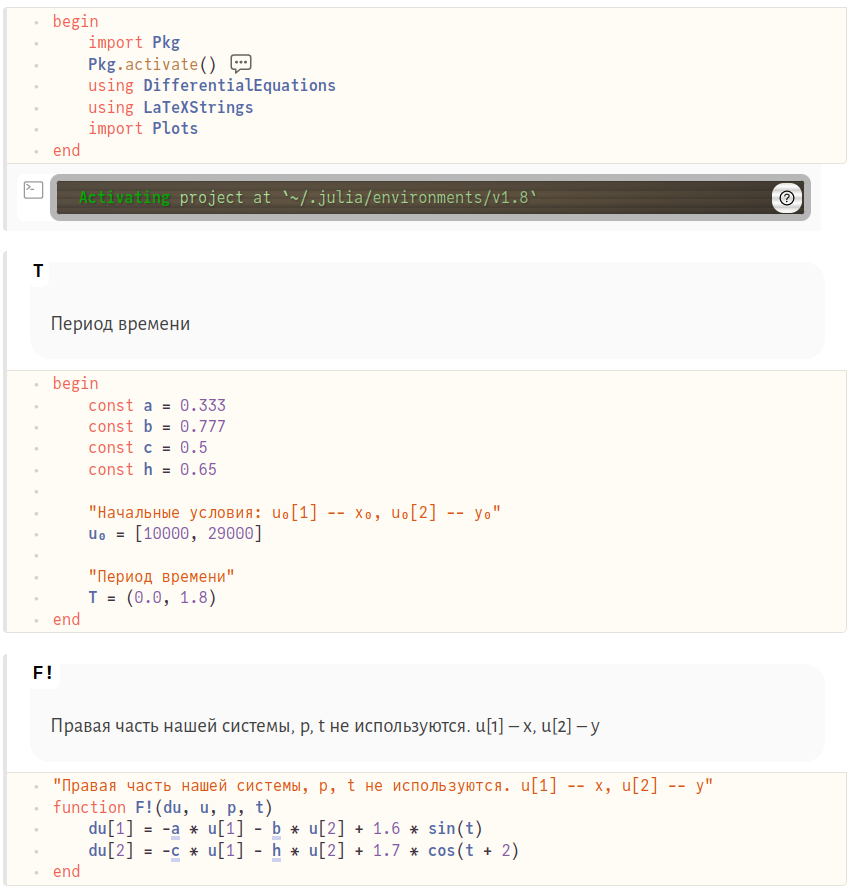 begin
    import Pkg
    Pkg.activate()
    using DifferentialEquations
    using LaTeXStrings
    import Plots
end
Activating project at `~/.julia/environments/v1.8`
T
Период времени
begin
    const a = 0.333
    const b = 0.777
    const c = 0.5
    const h = 0.65
    "Начальные условия: u₀[1] -- x₀, u₀[2] -- y₀"
    u₀ = [10000, 29000]
    "Период времени"
    T = (0.0, 1.8)
end
F!
Правая часть нашей системы, p, t не используются. u[1] – x, u[2] – y
"Правая часть нашей системы, p, t не используются. u[1] -- x, u[2] -- y"
function F!(du, u, p, t)
    du[1] = -a * u[1] - b * u[2] + 1.6 * sin(t)
    du[2] = -c * u[1] - h * u[2] + 1.7 * cos(t + 2)
end